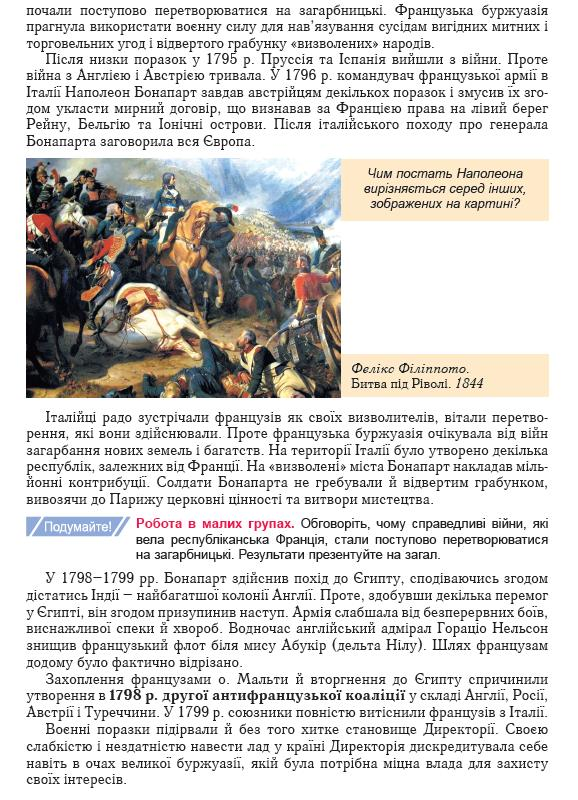 почали поступово перетворюватися на загарбницькі. Французька буржуазія
прагнула використати воєнну силу для нав’язування сусідам вигідних митних і
торговельних угод і відвертого грабунку «визволених» народів.
Після низки поразок у 1795 р. Пруссія та Іспанія вийшли з війни. Проте
війна з Англією і Австрією тривала. У 1796 р. командувач французької армії в
Італії Наполеон Бонапарт завдав австрійцям декількох поразок і змусив їх зго-
дом укласти мирний договір, що визнавав за Францією права на лівий берег
Рейну, Бельгію та Іонічні острови. Після італійського походу про генерала
Бонапарта заговорила вся Європа.
Чим постать Наполеона
вирізняється серед інших,
зображених на картині?
Фелікс Філіппото.
Битва під Ріволі. 1844
Італійці радо зустрічали французів як своїх визволителів, вітали перетво-
рення, які вони здійснювали. Проте французька буржуазія очікувала від війн
загарбання нових земель і багатств. На території Італії було утворено декілька
республік, залежних від Франції. На «визволені» міста Бонапарт накладав міль-
йонні контрибуції. Солдати Бонапарта не гребували й відвертим грабунком,
вивозячи до Парижу церковні цінності та витвори мистецтва.
Подумайте! Робота в малих групах. Обговоріть, чому справедливі війни, які
вела республіканська Франція, стали поступово перетворюватися
на загарбницькі. Результати презентуйте на загал.
У 1798–1799 рр. Бонапарт здійснив похід до Єгипту, сподіваючись згодом
дістатись Індії – найбагатшої колонії Англії. Проте, здобувши декілька перемог
у Єгипті, він згодом призупинив наступ. Армія слабшала від безперервних боїв,
виснажливої спеки й хвороб. Водночас англійський адмірал Гораціо Нельсон
знищив французький флот біля мису Абукір (дельта Нілу). Шлях французам
додому було фактично відрізано.
Захоплення французами о. Мальти й вторгнення до Єгипту спричинили
утворення в 1798 р. другої антифранцузької коаліції у складі Англії, Росії,
Австрії і Туреччини. У 1799 р. союзники повністю витіснили французів з Італії.
Воєнні поразки підірвали й без того хитке становище Директорії. Своєю
слабкістю і нездатністю навести лад у країні Директорія дискредитувала себе
навіть в очах великої буржуазії, якій була потрібна міцна влада для захисту
своїх інтересів.